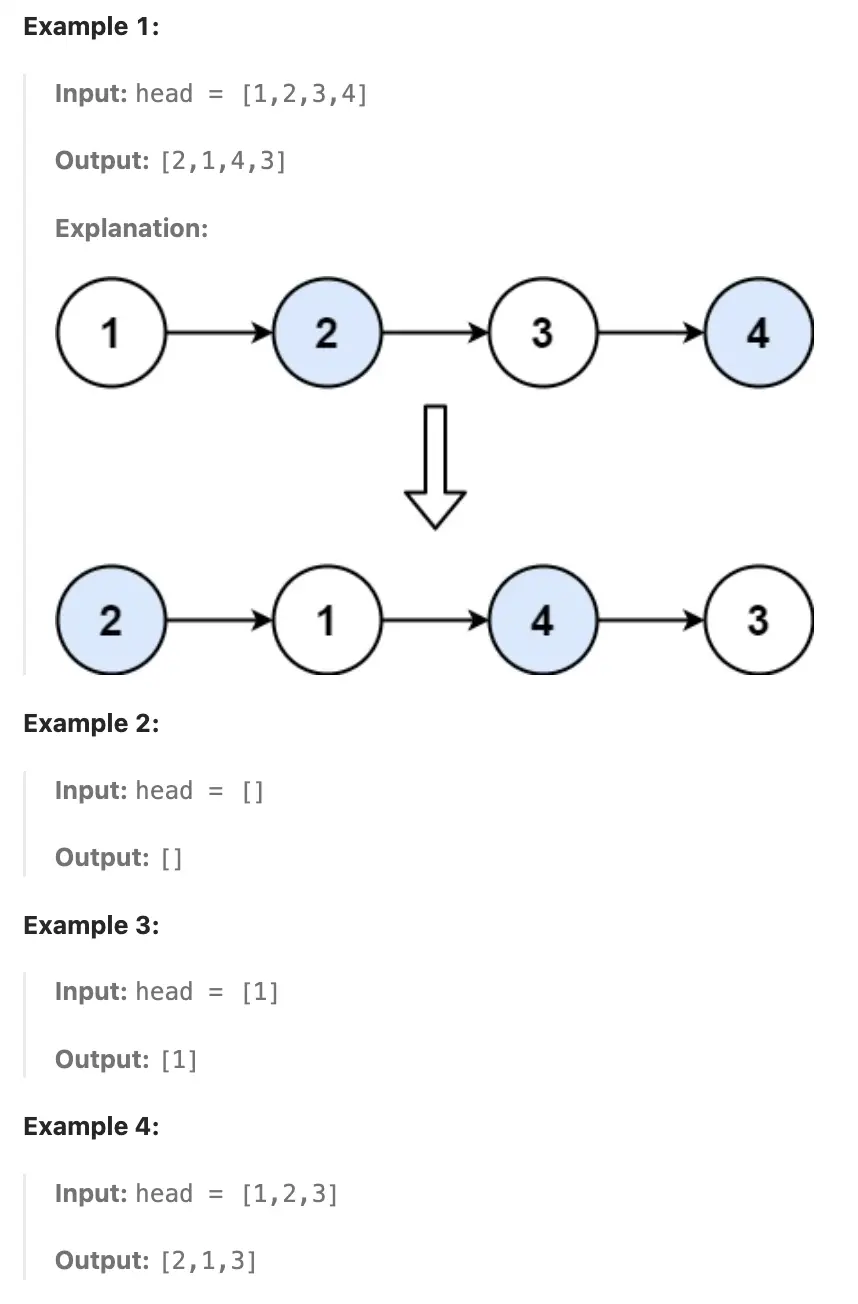 Example 1:
Input: head = [1,2,3,4]
Output: [2,1,4,3]
Explanation:
1 2 3 4
2 1 4 3
Example 2:
Input: head = []
Output: []
Example 3:
Input: head = [1]
Output: [1]
Example 4:
Input: head = [1,2,3]
Output: [2,1,3]